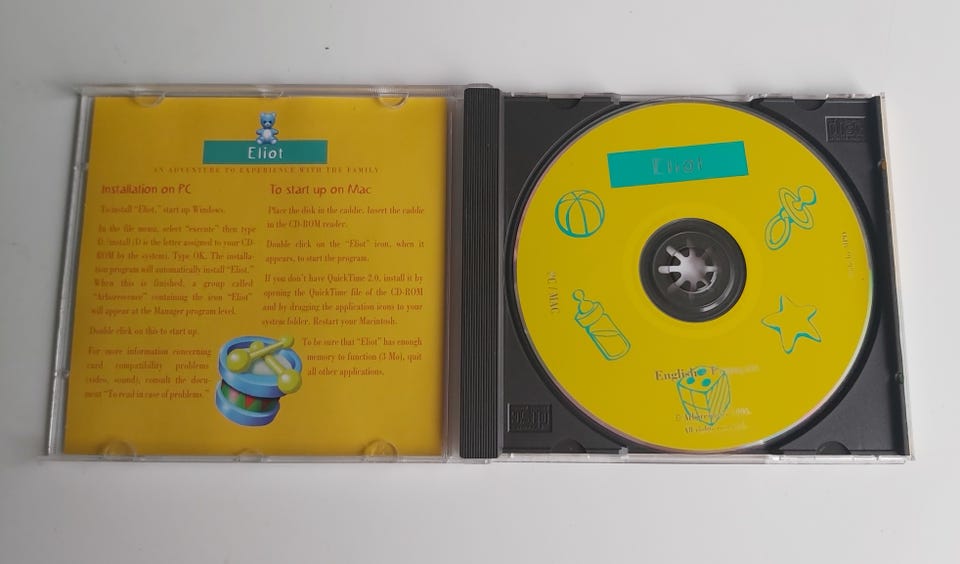 Eliot
AN ADVENTURE TO EXPERIENCE WITH THE FAMILY
Installation on PC
To install "Eliot," start up Windows.
In the file menu, select "execute" then type
D:/install (D is the letter assigned to your CD-
ROM by the system). Type OK. The installa-
tion program will automatically install "Eliot."
When this is finished, a group called
"Arborescence" containing the icon "Eliot"
will appear at the Manager program level.
Double click on this to start up.
For more information concerning
card compatibility problems
(video, sound), consult the docu-
ment "To read in case of problems."
To start up on Mac
Place the disk in the caddie. Insert the caddie
in the CD-ROM reader.
Double click on the "Eliot" icon, when it
appears, to start the program.
If you don't have QuickTime 2.0, install it by
opening the QuickTime file of the CD-ROM
and by dragging the application icons to your
system folder. Restart your Macintosh.
To be sure that "Eliot" has enough
memory to function (3 Mo), quit
all other applications.
Eliot
PC / MAC
English
© 1995.
All rights